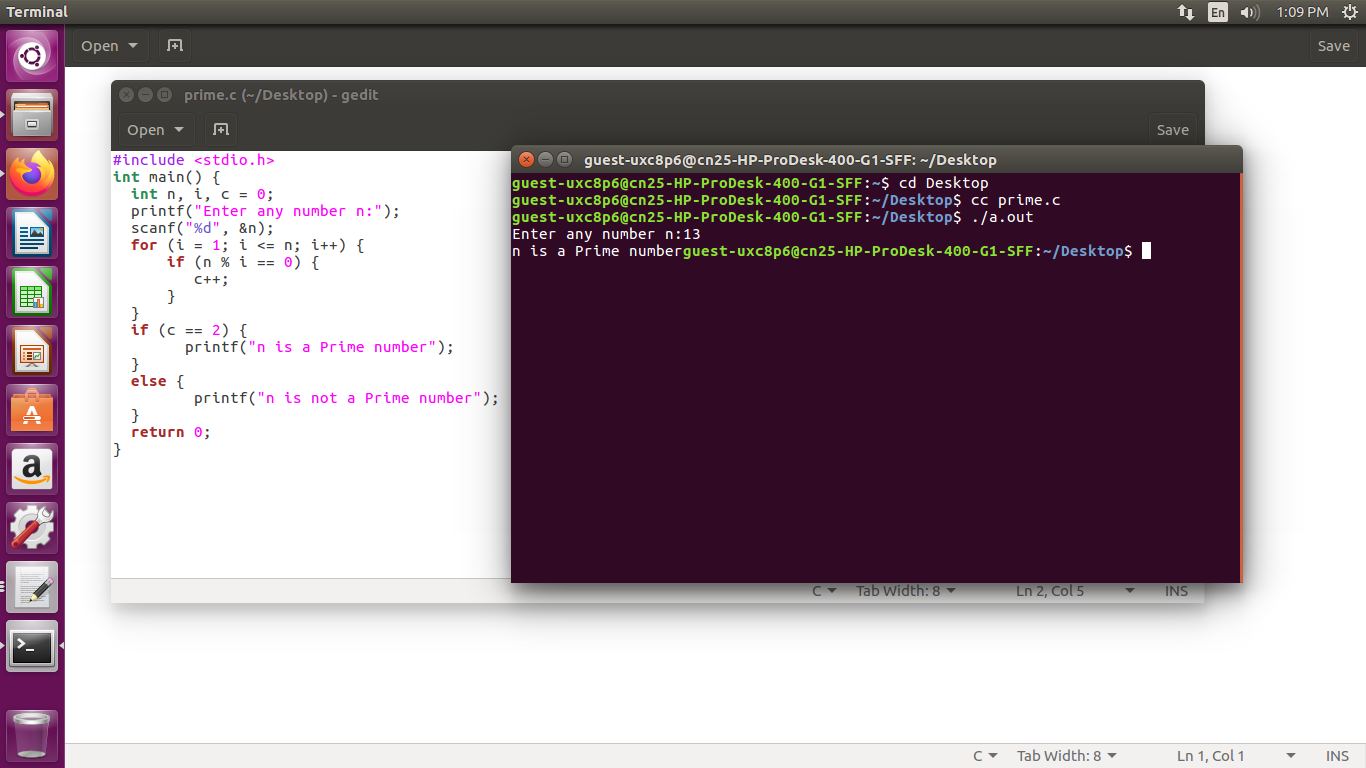 Terminal
En
1:09 PM
Open
Save
prime.c (~/Desktop) - gedit
Open
Save
#include <stdio.h>
int main() {
  int n, i, c = 0;
  printf("Enter any number n:");
  scanf("%d", &n);
  for (i = 1; i <= n; i++) {
      if (n % i == 0) {
         c++;
      }
  }
  if (c == 2) {
        printf("n is a Prime number");
  }
  else {
         printf("n is not a Prime number");
  }
  return 0;
}
C
Tab Width: 8
Ln 2, Col 5
INS
guest-uxc8p6@cn25-HP-ProDesk-400-G1-SFF: ~/Desktop
guest-uxc8p6@cn25-HP-ProDesk-400-G1-SFF:~$ cd Desktop
guest-uxc8p6@cn25-HP-ProDesk-400-G1-SFF:~/Desktop$ cc prime.c
guest-uxc8p6@cn25-HP-ProDesk-400-G1-SFF:~/Desktop$ ./a.out
Enter any number n:13
n is a Prime numberguest-uxc8p6@cn25-HP-ProDesk-400-G1-SFF:~/Desktop$
C
Tab Width: 8
Ln 1, Col 1
INS